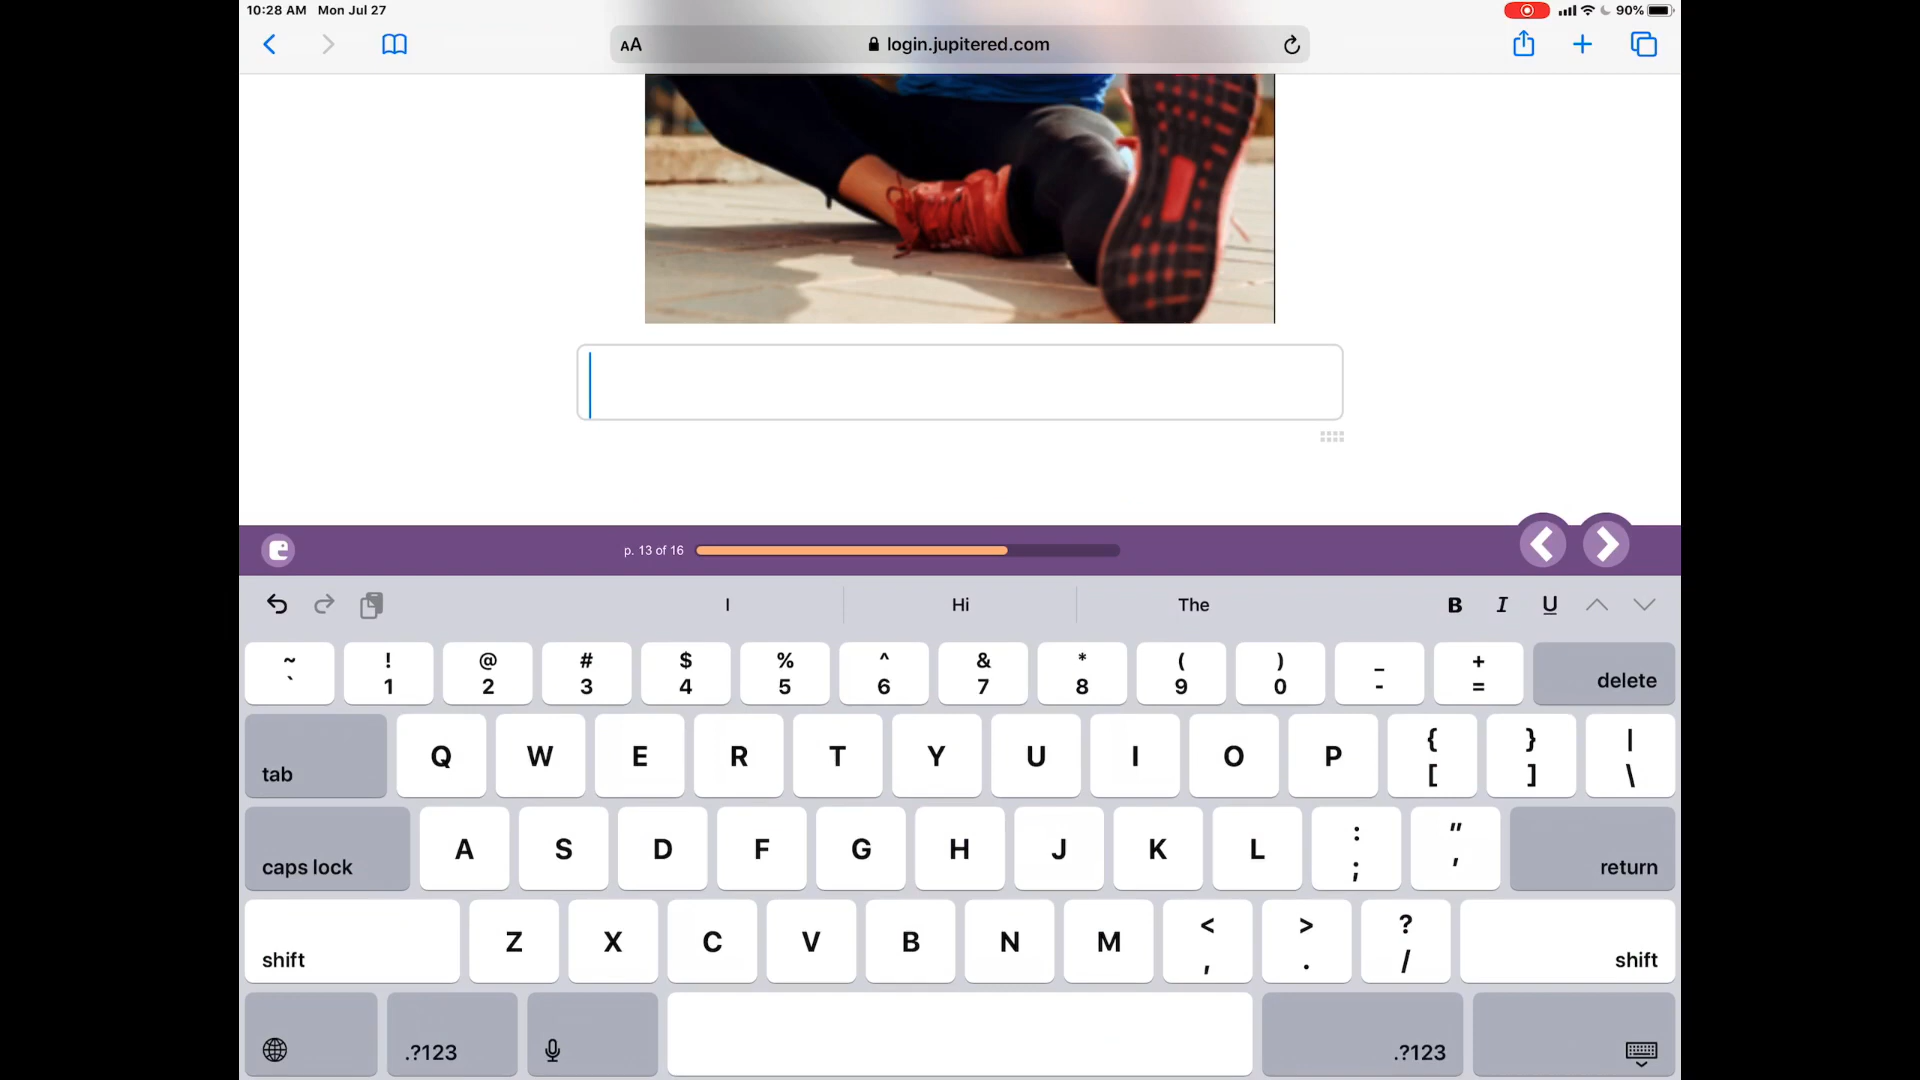 10:28 AM Mon Jul 27
90%
AA login.jupitered.com
p. 13 of 16
I Hi The B I U
~ ! @ # $ % ^ & * ( ) _ +
` 1 2 3 4 5 6 7 8 9 0 - = delete
tab Q W E R T Y U I O P { [ } ] | \
caps lock A S D F G H J K L : ; " ' return
shift Z X C V B N M < , > . ? / shift
.?123 .?123